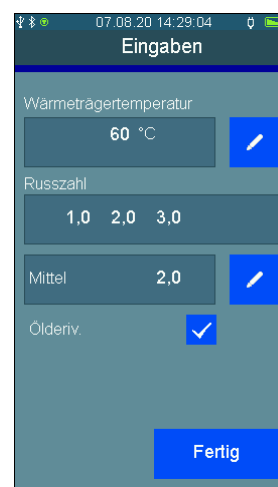 07.08.20 14:29:04
Eingaben
Wärmeträgertemperatur
60 °C
Russzahl
1,0 2,0 3,0
Mittel 2,0
Ölderiv.
Fertig